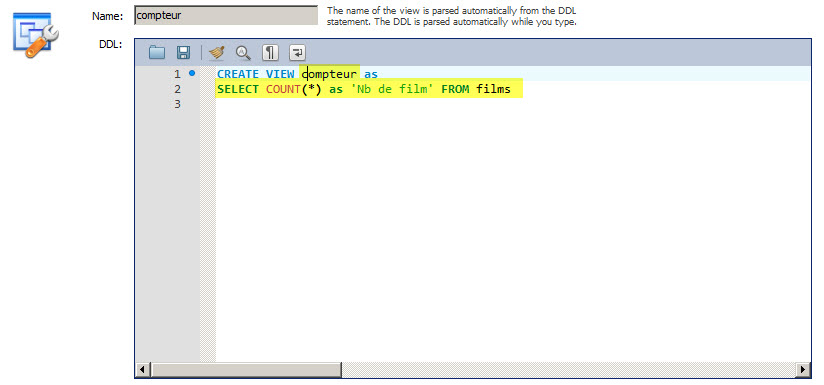 Name:
compteur
The name of the view is parsed automatically from the DDL
statement. The DDL is parsed automatically while you type.
DDL:
1 CREATE VIEW compteur as
2 SELECT COUNT(*) as 'Nb de film' FROM films
3